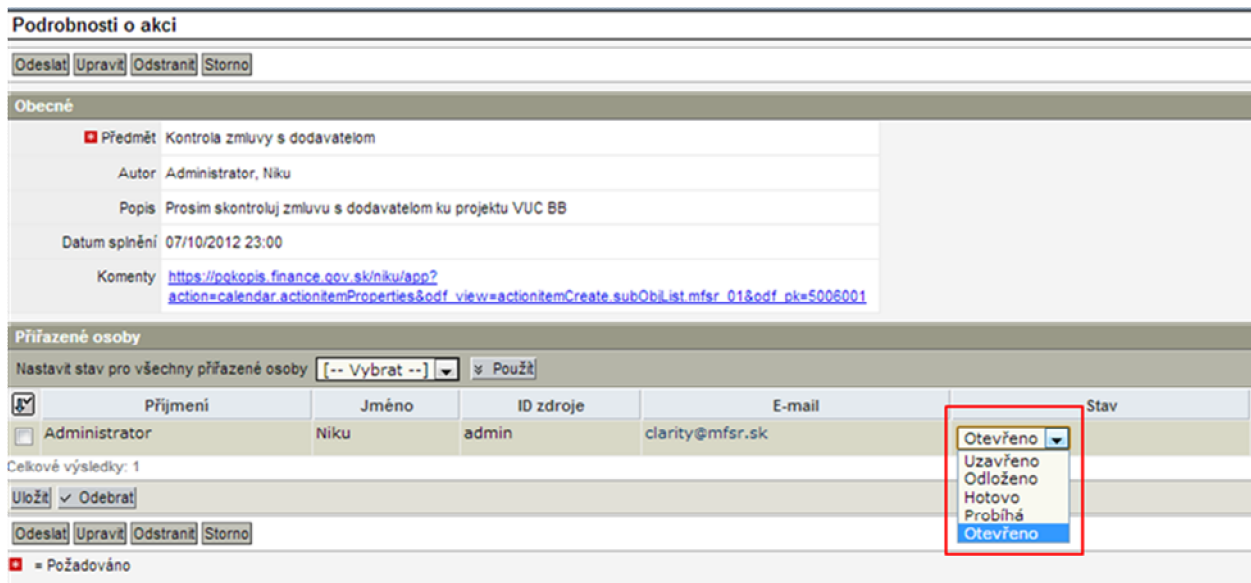 Podrobnosti o akci
Odeslat Upravit Odstranit Storno
Obecné
Předmět Kontrola zmluvy s dodavatelom
Autor Administrator, Niku
Popis Prosim skontroluj zmluvu s dodavatelom ku projektu VUC BB
Datum splnění 07/10/2012 23:00
Komenty https://pokopis.finance.gov.sk/niku/app?
action=calendar.actionitemProperties&odf_view=actionitemCreate.subObjList.mfsr_01&odf_pk=5006001
Přiřazené osoby
Nastavit stav pro všechny přiřazené osoby [-- Vybrat --] Použít
Příjmení Jméno ID zdroje E-mail Stav
Administrator Niku admin clarity@mfsr.sk Otevřeno
Uzavřeno
Odloženo
Hotovo
Probíhá
Otevřeno
Celkové výsledky: 1
Uložit Odebrat
Odeslat Upravit Odstranit Storno
= Požadováno